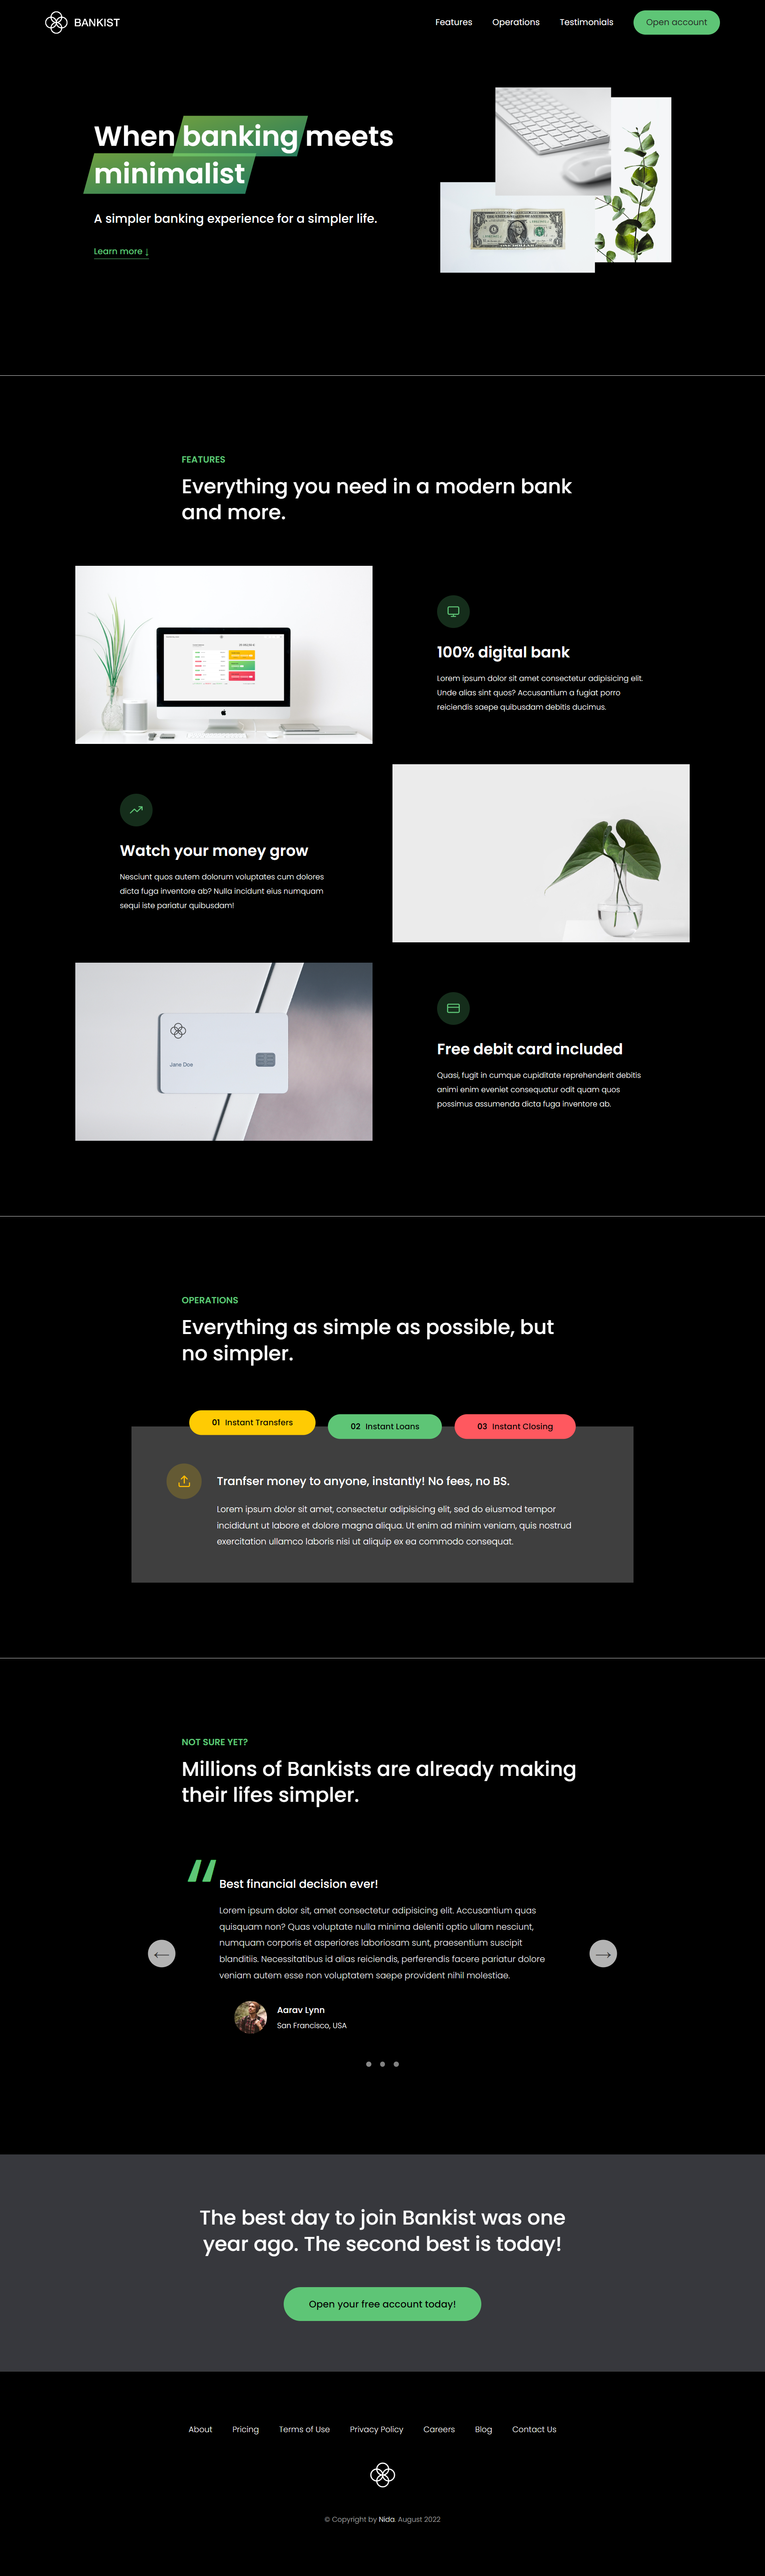 BANKIST
Features
Operations
Testimonials
Open account
When banking meets
minimalist
A simpler banking experience for a simpler life.
Learn more ↓
FEATURES
Everything you need in a modern bank
and more.
100% digital bank
Lorem ipsum dolor sit amet consectetur adipisicing elit.
Unde alias sint quos? Accusantium a fugiat porro
reiciendis saepe quibusdam debitis ducimus.
Watch your money grow
Nesciunt quos autem dolorum voluptates cum dolores
dicta fuga inventore ab? Nulla incidunt eius numquam
sequi iste pariatur quibusdam!
Jane Doe
Free debit card included
Quasi, fugit in cumque cupiditate reprehenderit debitis
animi enim eveniet consequatur odit quam quos
possimus assumenda dicta fuga inventore ab.
OPERATIONS
Everything as simple as possible, but
no simpler.
01 Instant Transfers
02 Instant Loans
03 Instant Closing
Tranfser money to anyone, instantly! No fees, no BS.
Lorem ipsum dolor sit amet, consectetur adipisicing elit, sed do eiusmod tempor
incididunt ut labore et dolore magna aliqua. Ut enim ad minim veniam, quis nostrud
exercitation ullamco laboris nisi ut aliquip ex ea commodo consequat.
NOT SURE YET?
Millions of Bankists are already making
their lifes simpler.
Best financial decision ever!
Lorem ipsum dolor sit, amet consectetur adipisicing elit. Accusantium quas
quisquam non? Quas voluptate nulla minima deleniti optio ullam nesciunt,
numquam corporis et asperiores laboriosam sunt, praesentium suscipit
blanditiis. Necessitatibus id alias reiciendis, perferendis facere pariatur dolore
veniam autem esse non voluptatem saepe provident nihil molestiae.
Aarav Lynn
San Francisco, USA
The best day to join Bankist was one
year ago. The second best is today!
Open your free account today!
About
Pricing
Terms of Use
Privacy Policy
Careers
Blog
Contact Us
© Copyright by Nida. August 2022